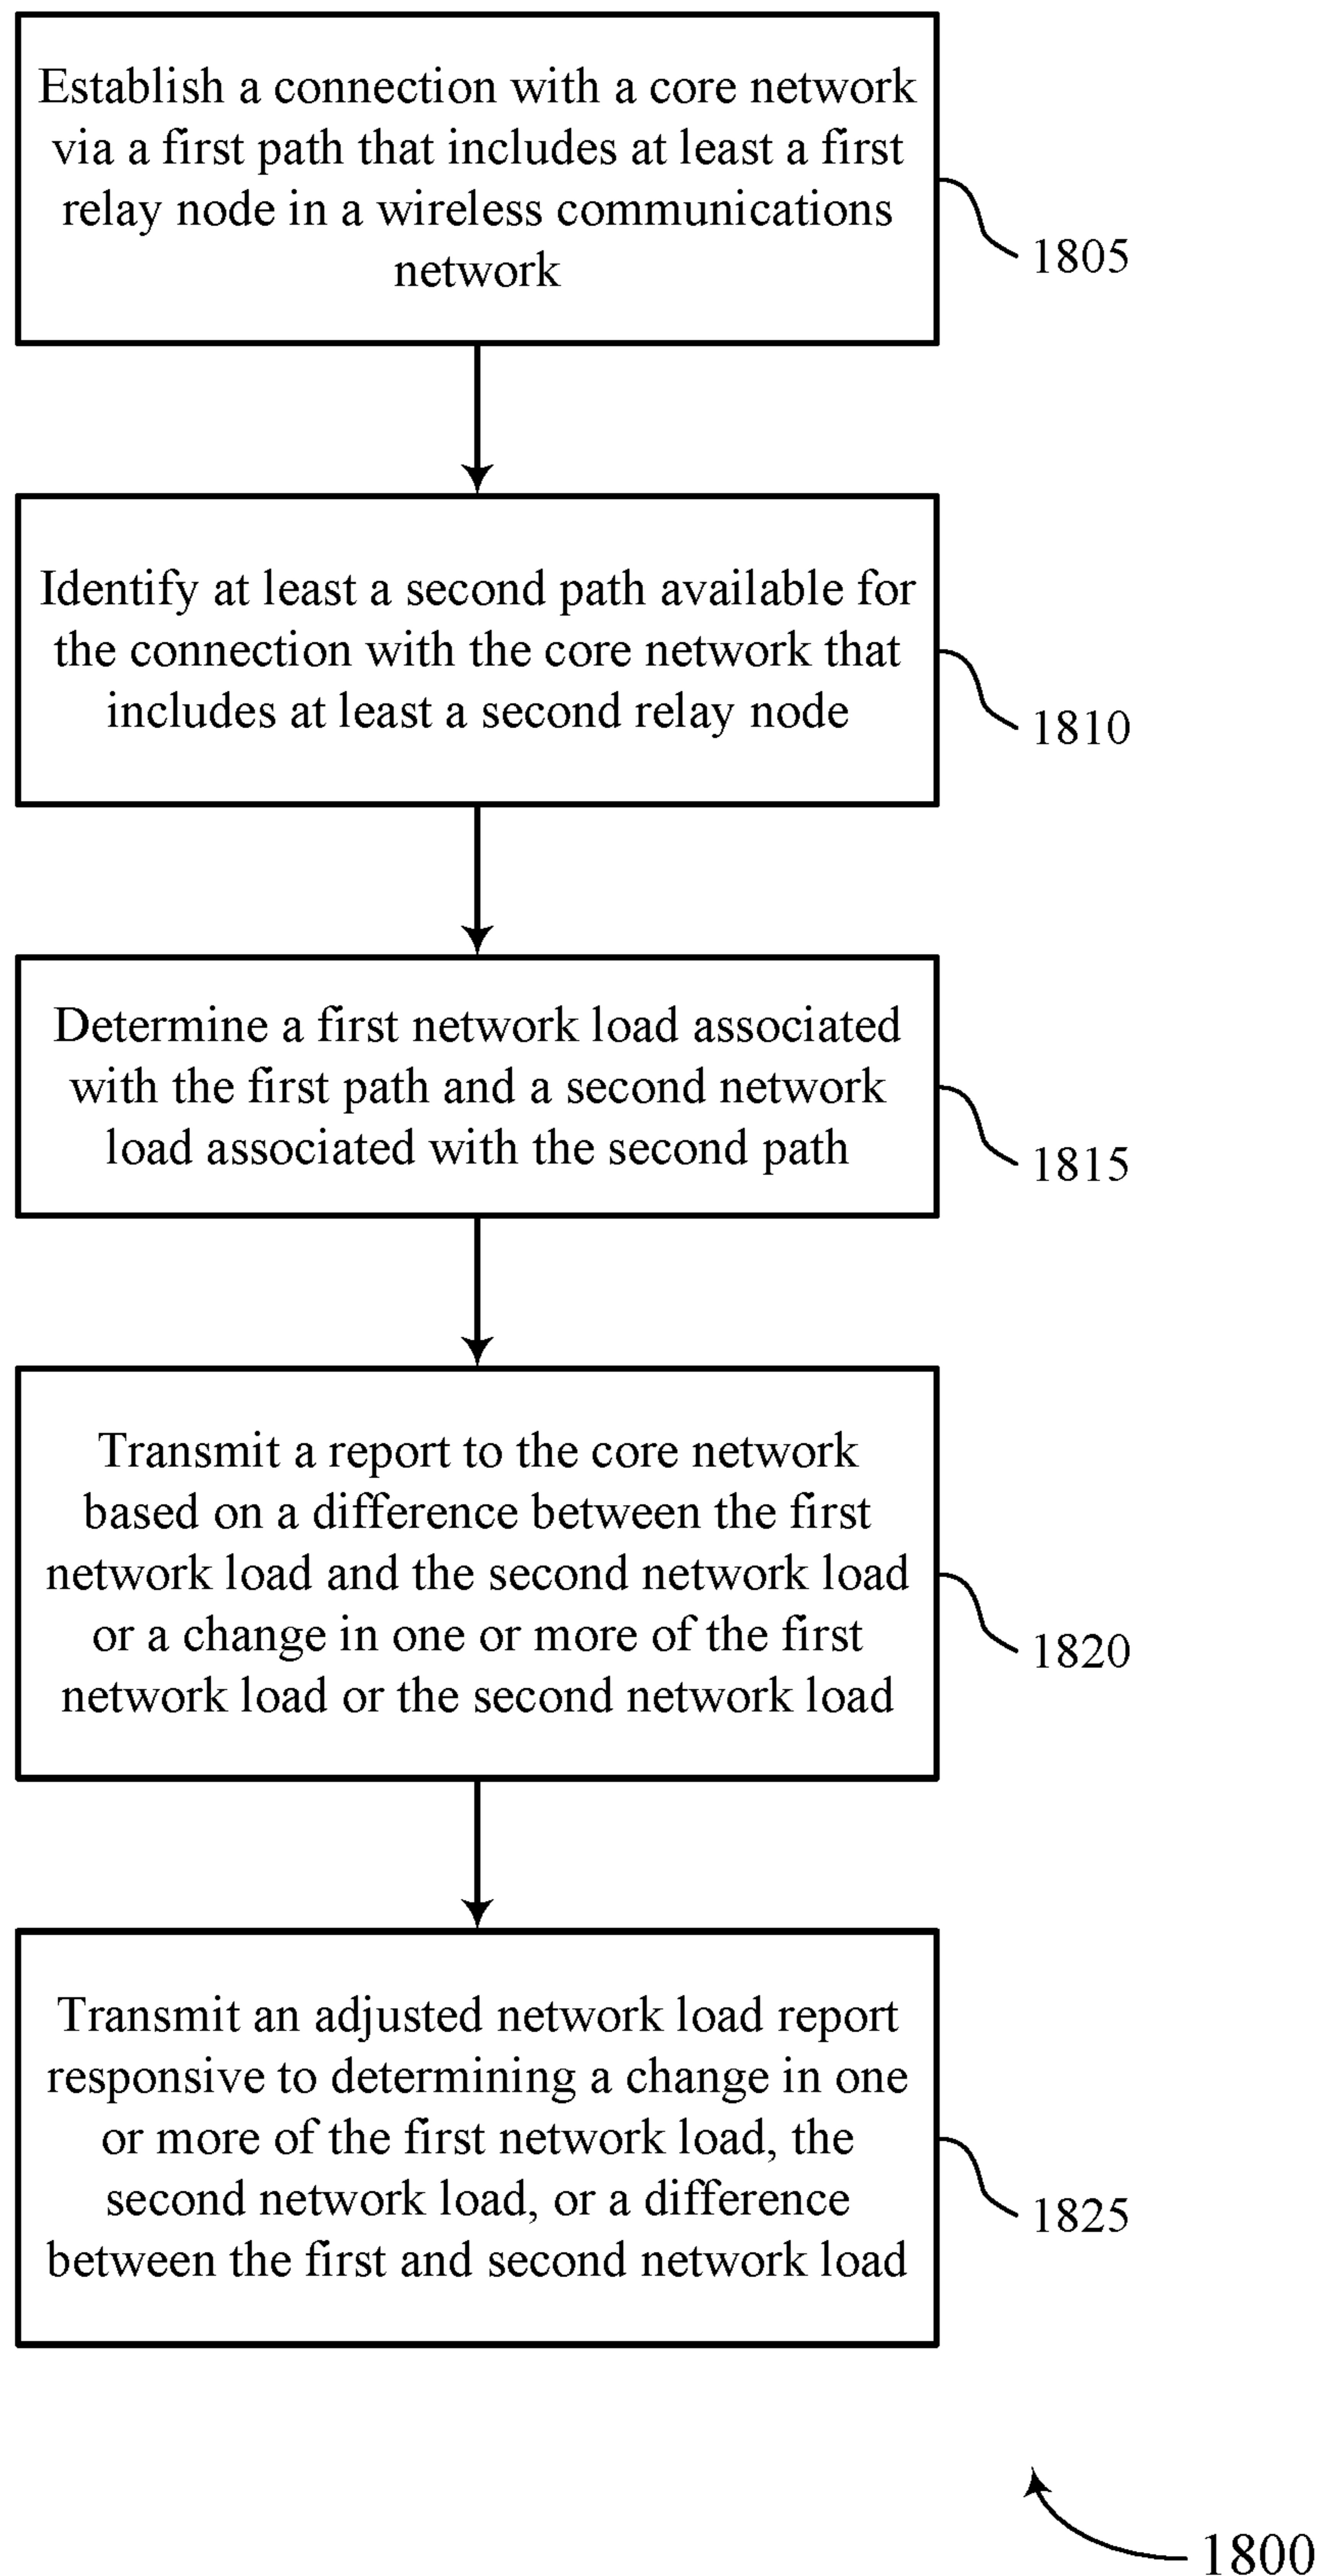 Establish a connection with a core network
via a first path that includes at least a first
relay node in a wireless communications
network
1805
Identify at least a second path available for
the connection with the core network that
includes at least a second relay node
1810
Determine a first network load associated
with the first path and a second network
load associated with the second path
1815
Transmit a report to the core network
based on a difference between the first
network load and the second network load
or a change in one or more of the first
network load or the second network load
1820
Transmit an adjusted network load report
responsive to determining a change in one
or more of the first network load, the
second network load, or a difference
between the first and second network load
1825
1800